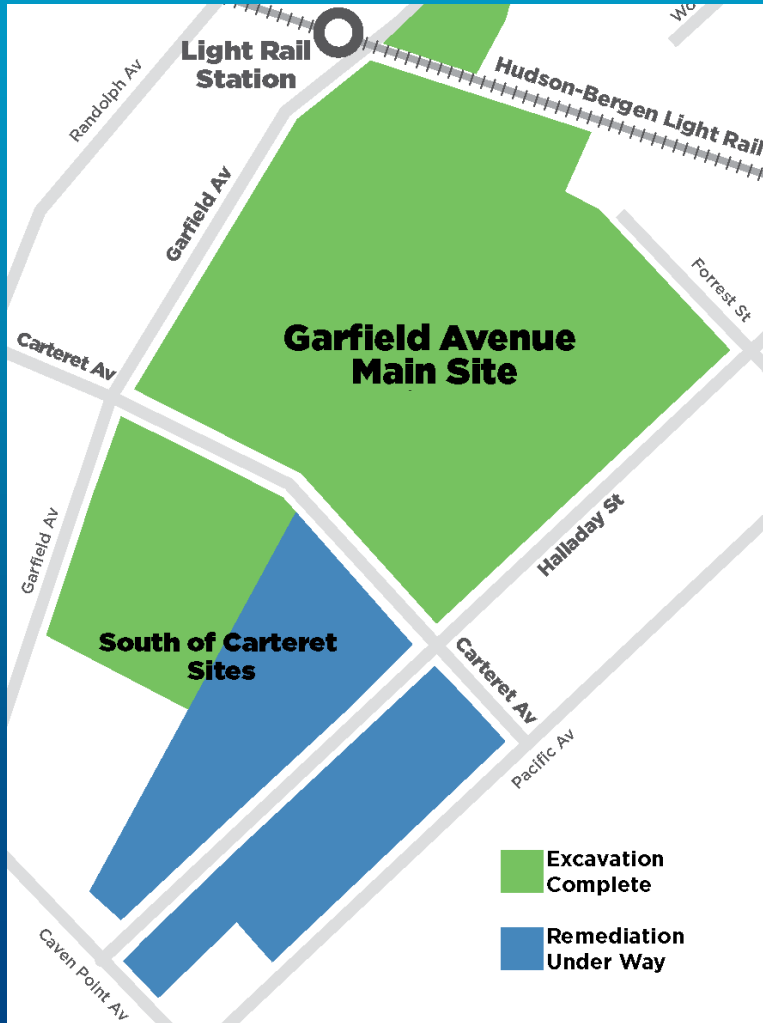 Wo
Light Rail
Station
Hudson-Bergen Light Rail
Randolph Av
Garfield Av
Forrest St
Garfield Avenue
Main Site
Carteret Av
Halladay St
Garfield Av
South of Carteret
Sites
Carteret Av
Pacific Av
Excavation
Complete
Remediation
Under Way
Caven Point Av